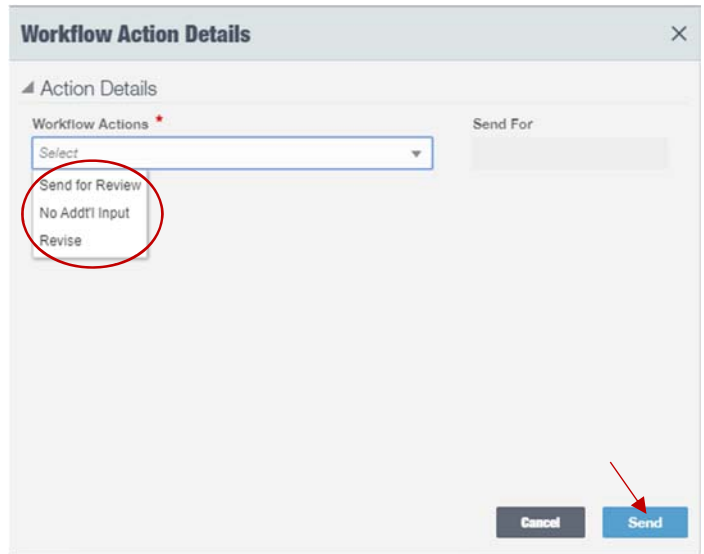 Workflow Action Details
Action Details
Workflow Actions * Send For
Select
Send for Review
No Addt'l Input
Revise
Cancel Send